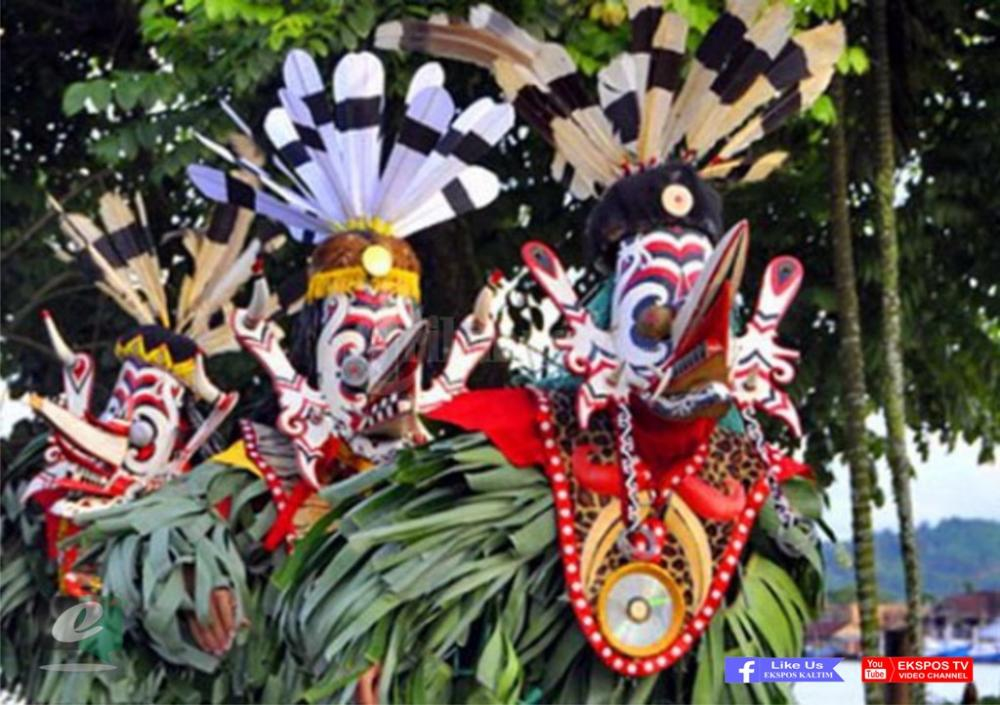 e
Like Us
EKSPOS KALTIM
You
Tube
EKSPOS TV
VIDEO CHANNEL